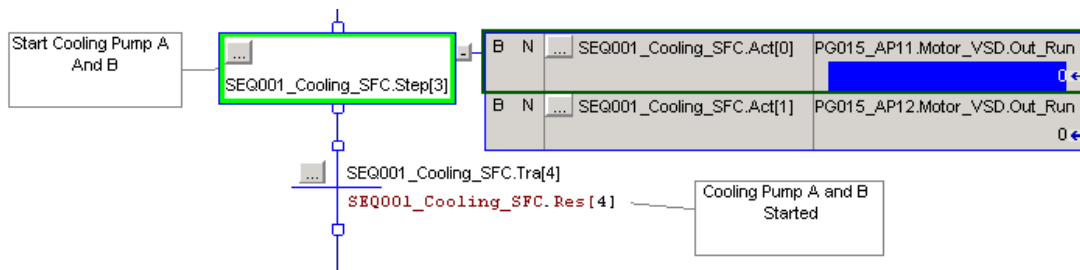 Start Cooling Pump A
And B
...
SEQ001_Cooling_SFC.Step[3]
-
B N ... SEQ001_Cooling_SFC.Act[0] PG015_AP11.Motor_VSD.Out_Run
0
B N ... SEQ001_Cooling_SFC.Act[1] PG015_AP12.Motor_VSD.Out_Run
0
... SEQ001_Cooling_SFC.Tra[4]
SEQ001_Cooling_SFC.Res[4]
Cooling Pump A and B
Started